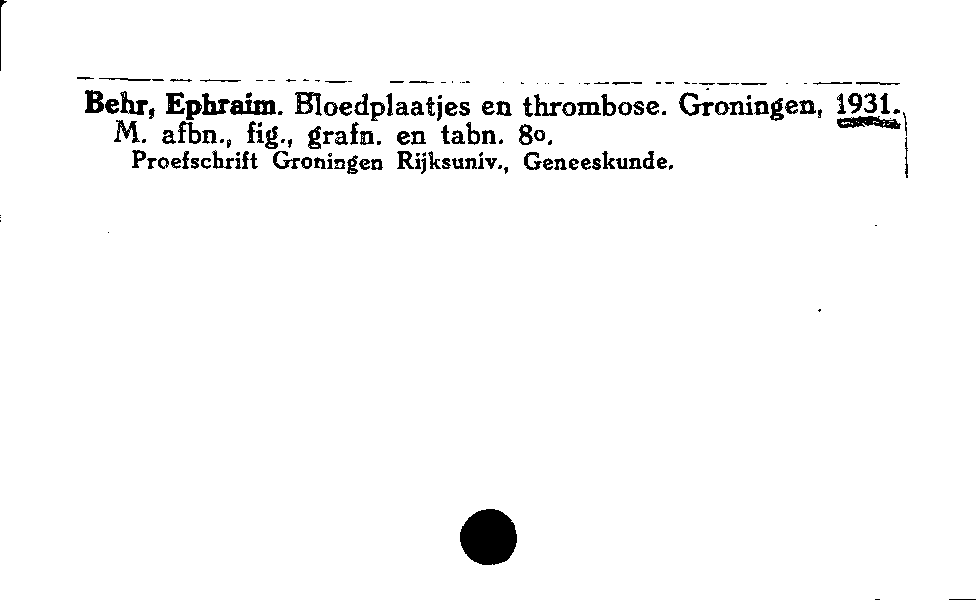 Behr, Ephraim. Bloedplaatjes en thrombose. Groningen, 1931.
M. afbn., fig., grafn. en tabn. 8o.
Proefschrift Groningen Rijksuniv., Geneeskunde.